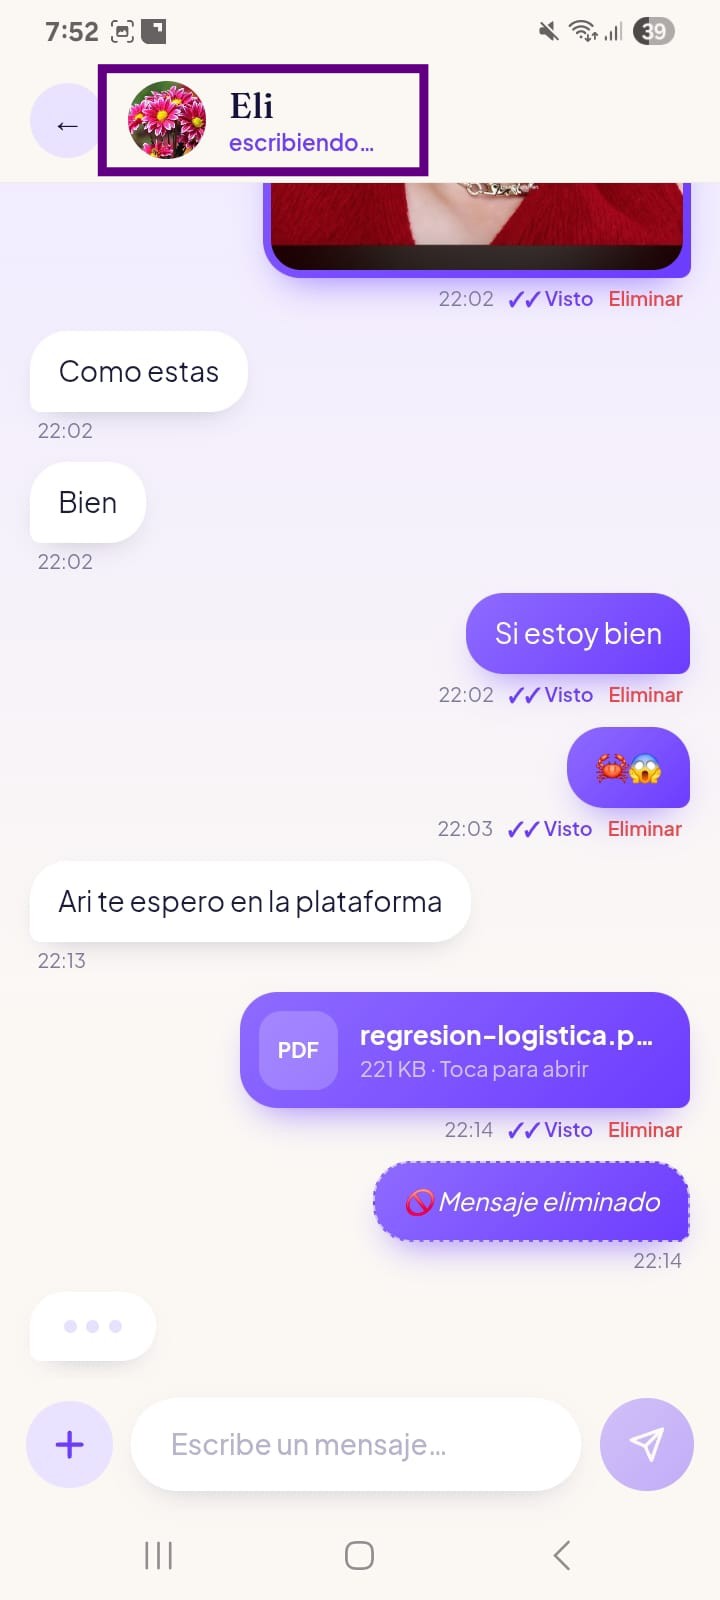 7:52
39
←
Eli
escribiendo...
22:02 ✓✓ Visto Eliminar
Como estas
22:02
Bien
22:02
Si estoy bien
22:02 ✓✓ Visto Eliminar
🦀😱
22:03 ✓✓ Visto Eliminar
Ari te espero en la plataforma
22:13
PDF
regresion-logistica.p...
221 KB · Toca para abrir
22:14 ✓✓ Visto Eliminar
🚫 Mensaje eliminado
22:14
Escribe un mensaje...